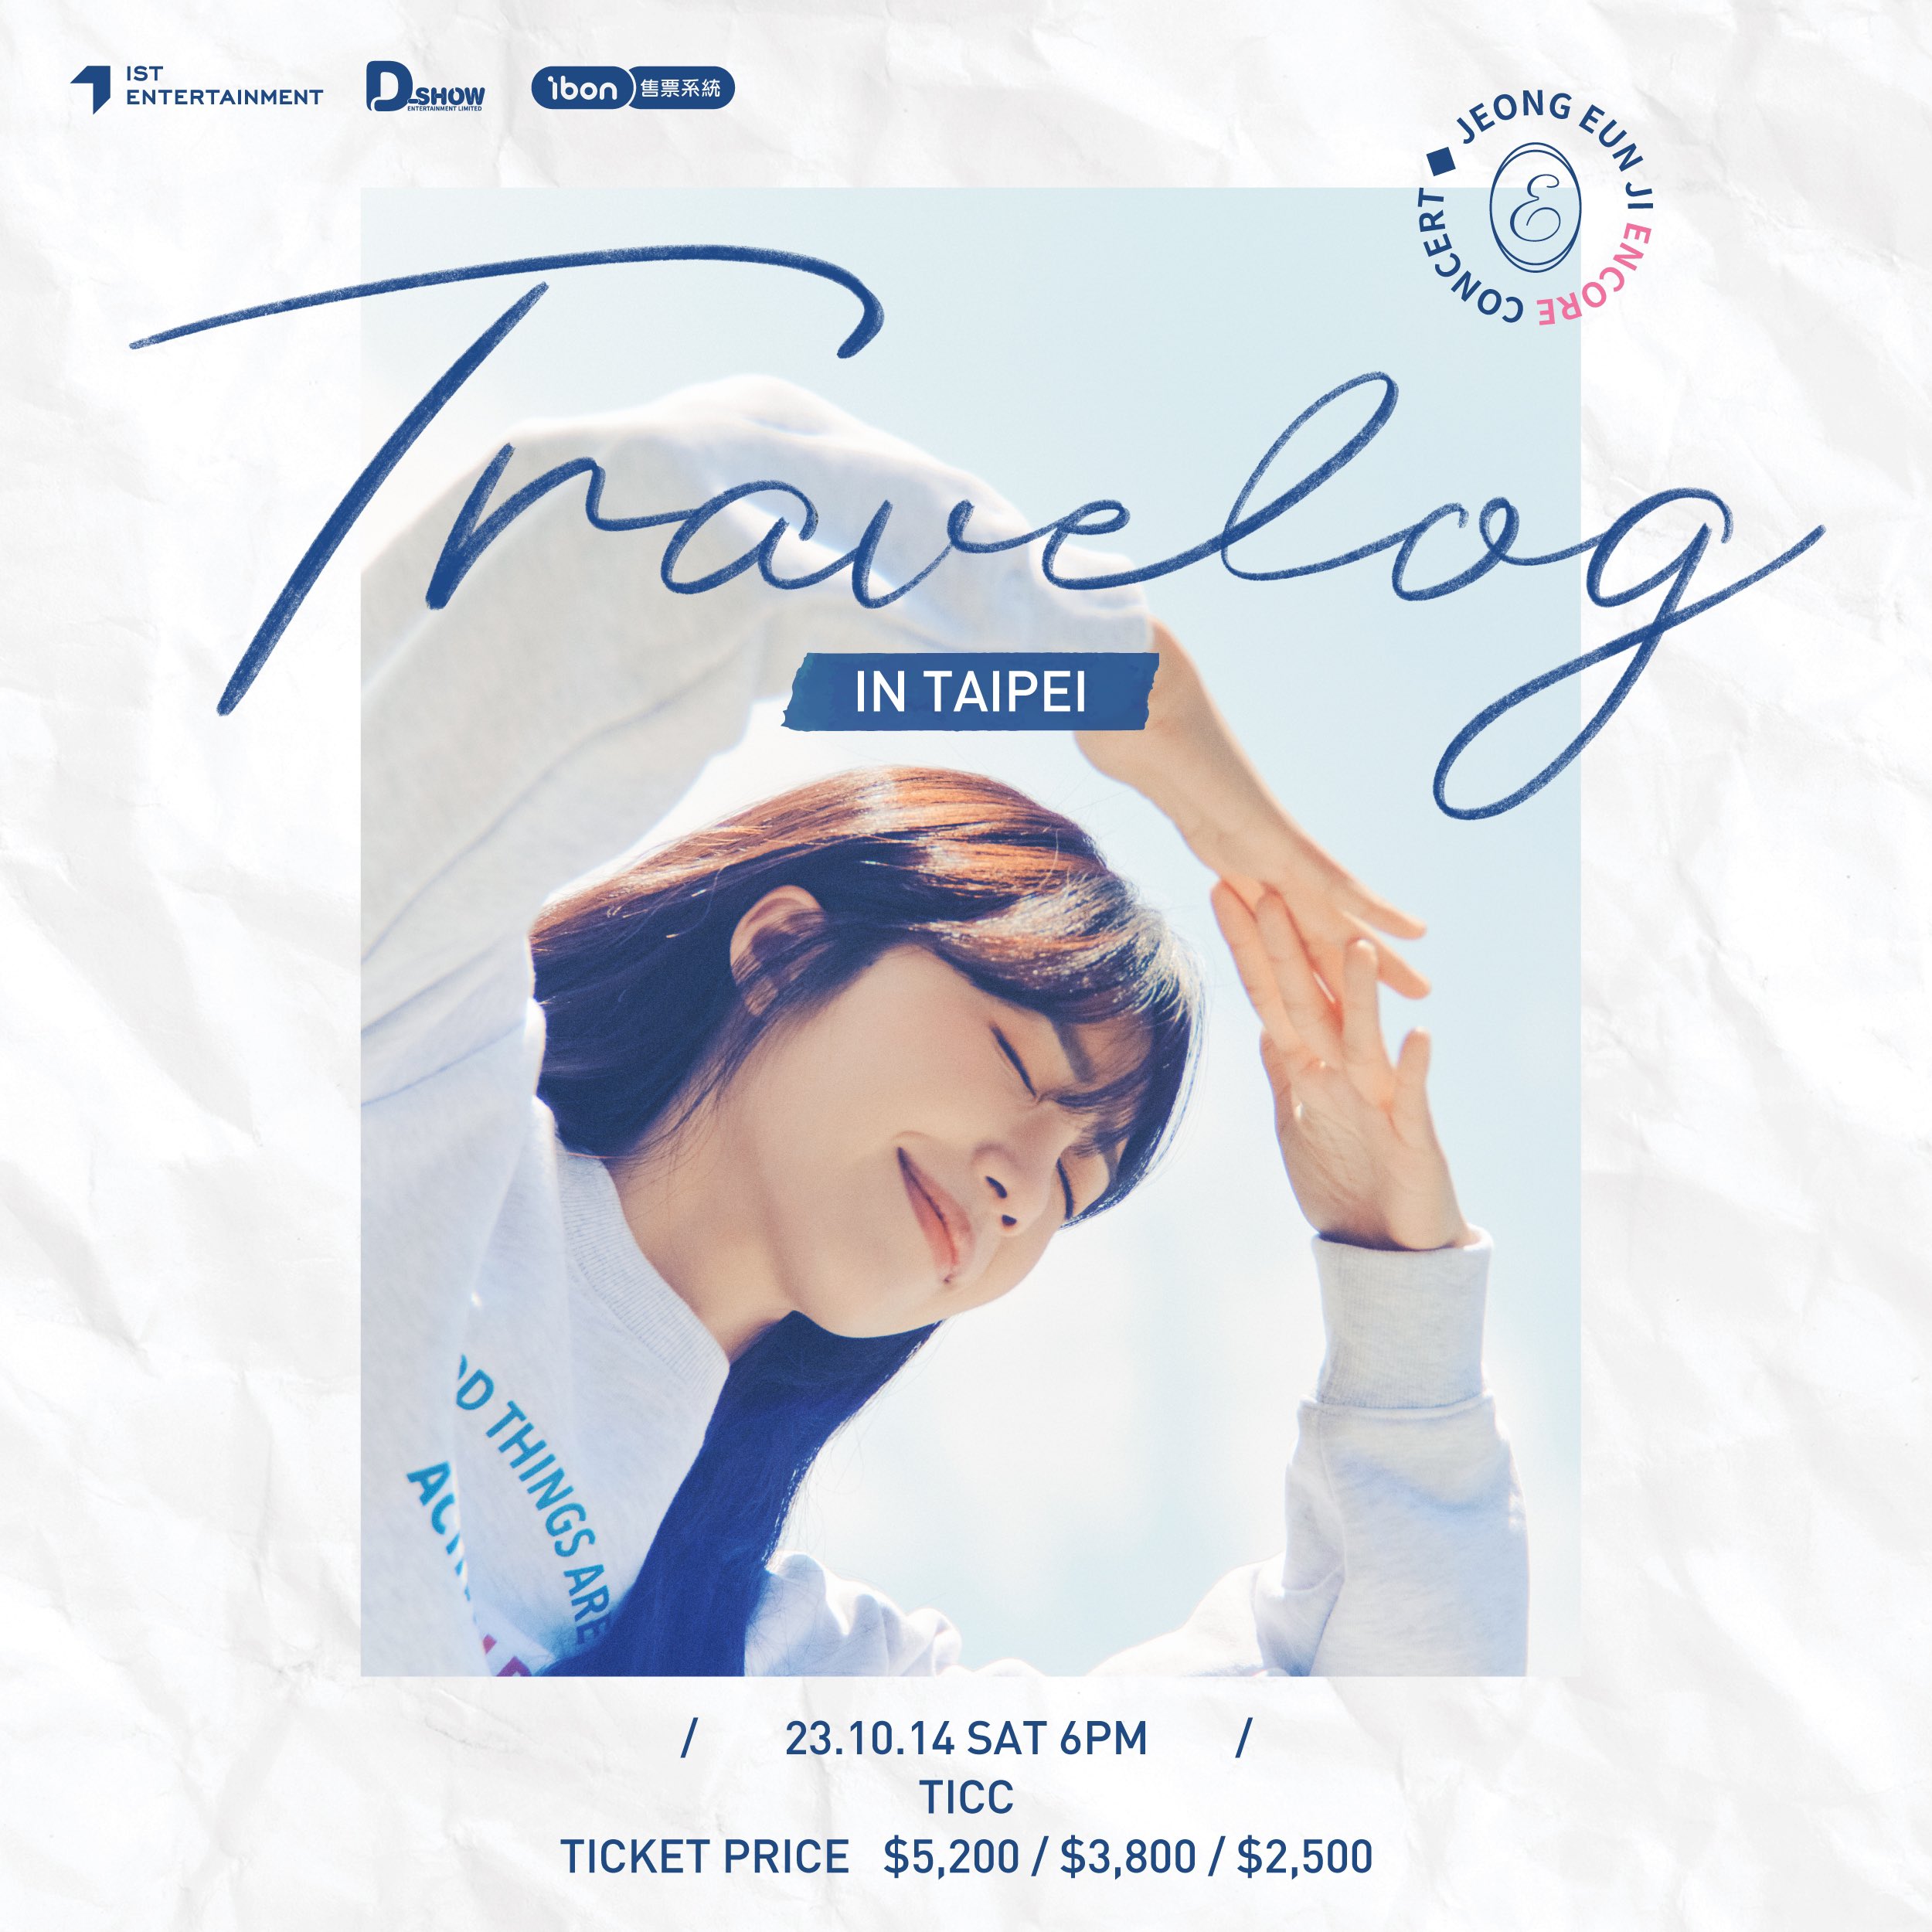 IST
ENTERTAINMENT
D-SHOW
ENTERTAINMENT LIMITED
ibon 售票系統
JEONG EUN JI ENCORE CONCERT
E
Travelog
IN TAIPEI
THINGS ARE
/ 23.10.14 SAT 6PM /
TICC
TICKET PRICE $5,200 / $3,800 / $2,500